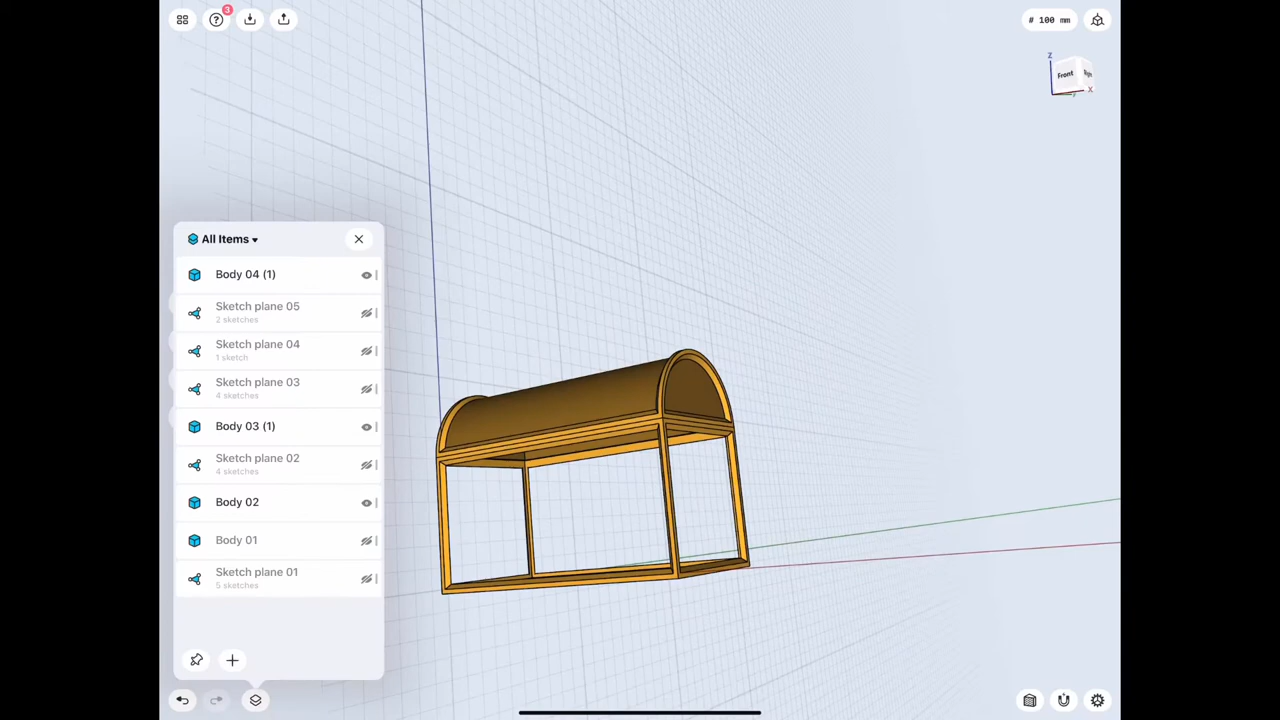 3
# 100 mm
Z
Front
Right
X
All Items
Body 04 (1)
Sketch plane 05
2 sketches
Sketch plane 04
1 sketch
Sketch plane 03
4 sketches
Body 03 (1)
Sketch plane 02
4 sketches
Body 02
Body 01
Sketch plane 01
5 sketches